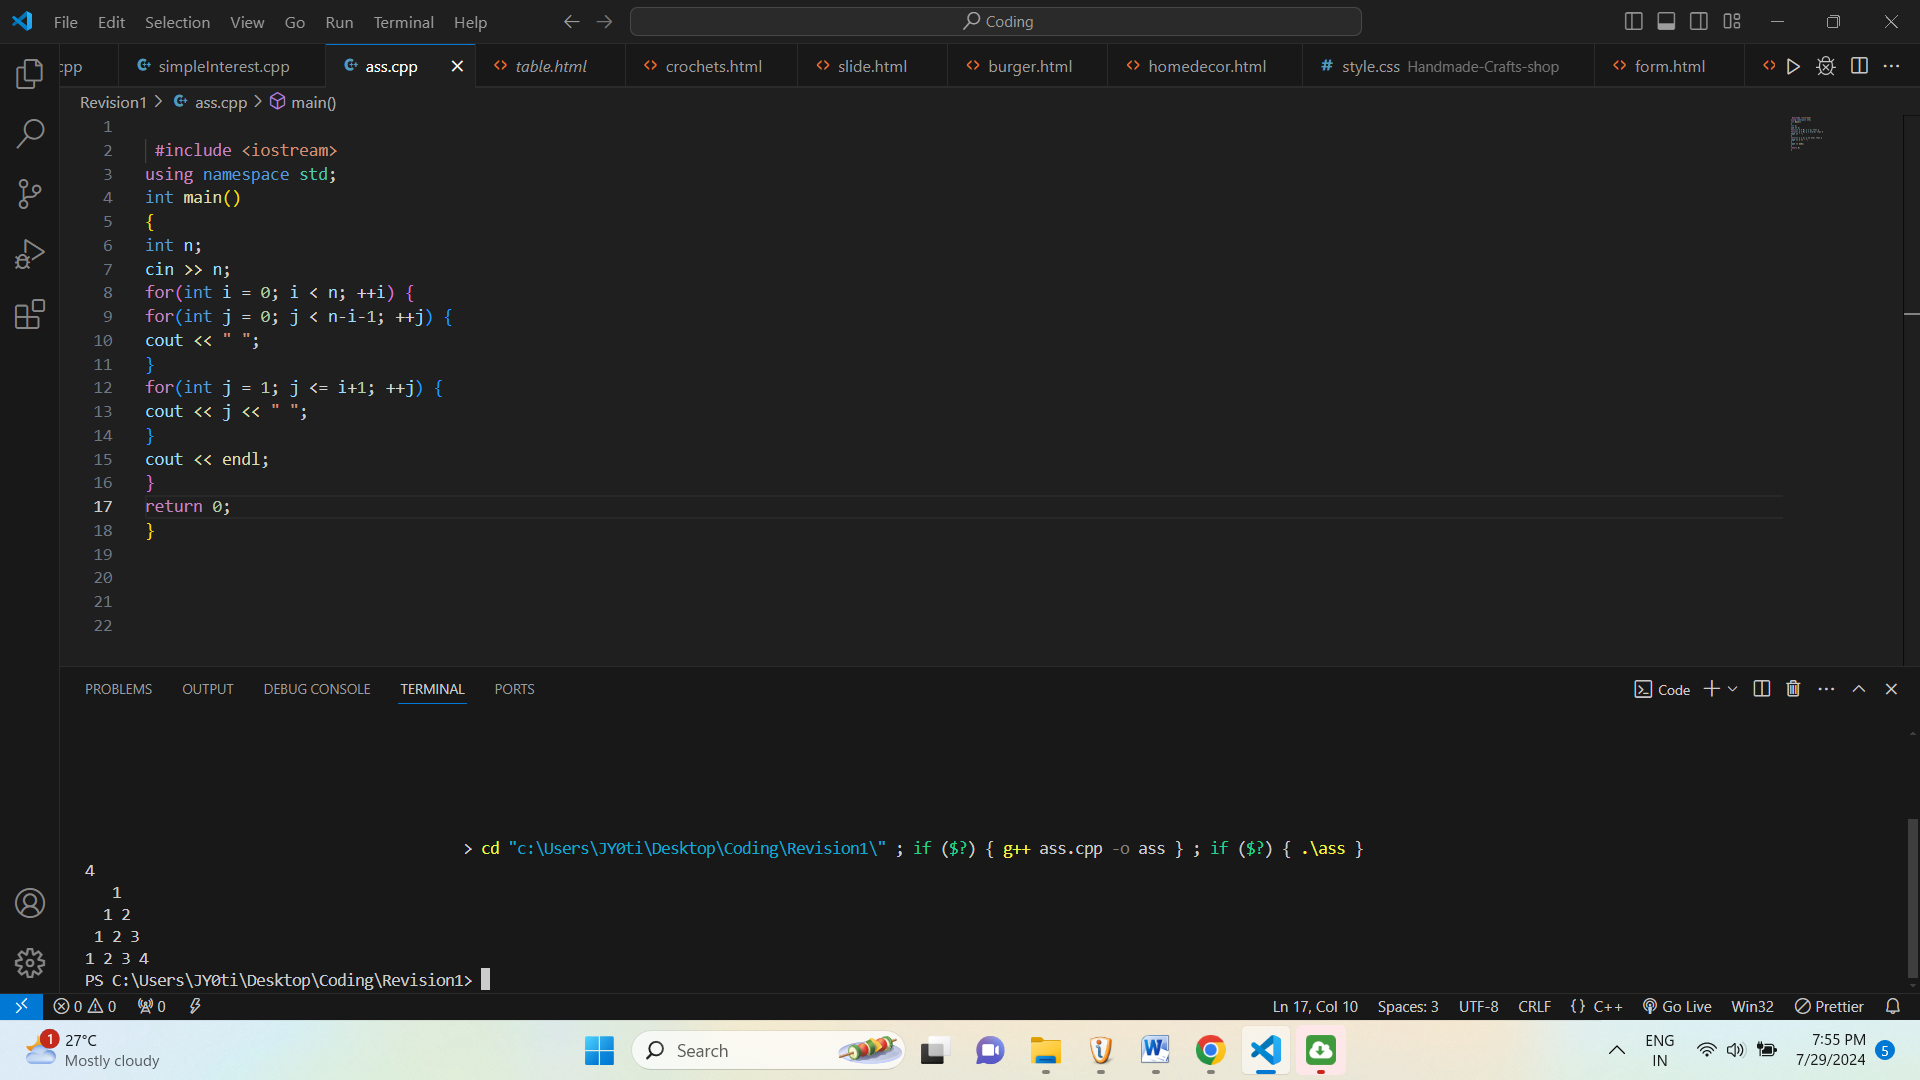 File Edit Selection View Go Run Terminal Help Coding
cpp simpleInterest.cpp ass.cpp table.html crochets.html slide.html burger.html homedecor.html style.css Handmade-Crafts-shop form.html
Revision1 > ass.cpp > main()
1
2 #include <iostream>
3 using namespace std;
4 int main()
5 {
6 int n;
7 cin >> n;
8 for(int i = 0; i < n; ++i) {
9 for(int j = 0; j < n-i-1; ++j) {
10 cout << " ";
11 }
12 for(int j = 1; j <= i+1; ++j) {
13 cout << j << " ";
14 }
15 cout << endl;
16 }
17 return 0;
18 }
19
20
21
22
PROBLEMS OUTPUT DEBUG CONSOLE TERMINAL PORTS Code
> cd "c:\Users\JY0ti\Desktop\Coding\Revision1\" ; if ($?) { g++ ass.cpp -o ass } ; if ($?) { .\ass }
4
1
1 2
1 2 3
1 2 3 4
PS C:\Users\JY0ti\Desktop\Coding\Revision1>
0 0 0 Ln 17, Col 10 Spaces: 3 UTF-8 CRLF {} C++ Go Live Win32 Prettier
1 27°C
Mostly cloudy
Search
ENG
IN
7:55 PM
7/29/2024
5